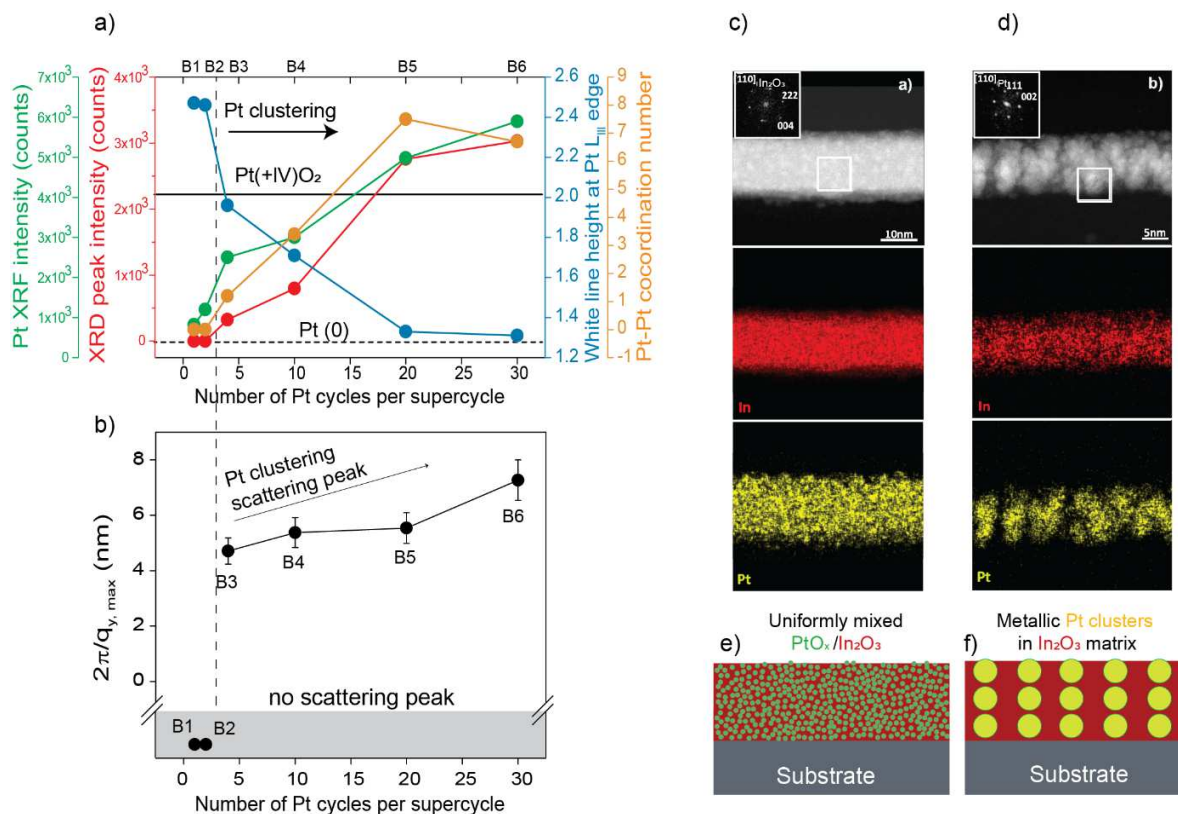 a)
B1 B2 B3 B4 B5 B6
Pt XRF intensity (counts)
7x10³
6x10³
5x10³
4x10³
3x10³
2x10³
1x10³
0
XRD peak intensity (counts)
4x10³
3x10³
2x10³
1x10³
0
Pt clustering
Pt(+IV)O₂
Pt (0)
2.6
2.4
2.2
2.0
1.8
1.6
1.4
1.2
White line height at Pt L_III edge
9
8
7
6
5
4
3
2
1
0
-1
Pt-Pt cocordination number
0 5 10 15 20 25 30
Number of Pt cycles per supercycle
b)
2π/q_y, max (nm)
8
6
4
2
0
Pt clustering
scattering peak
B3
B4
B5
B6
no scattering peak
B1
B2
0 5 10 15 20 25 30
Number of Pt cycles per supercycle
c)
[110]In₂O₃
222
004
a)
10nm
In
Pt
d)
[110]Pt
111
002
b)
5nm
In
Pt
Uniformly mixed
PtOₓ/In₂O₃
e)
Substrate
Metallic Pt clusters
in In₂O₃ matrix
f)
Substrate